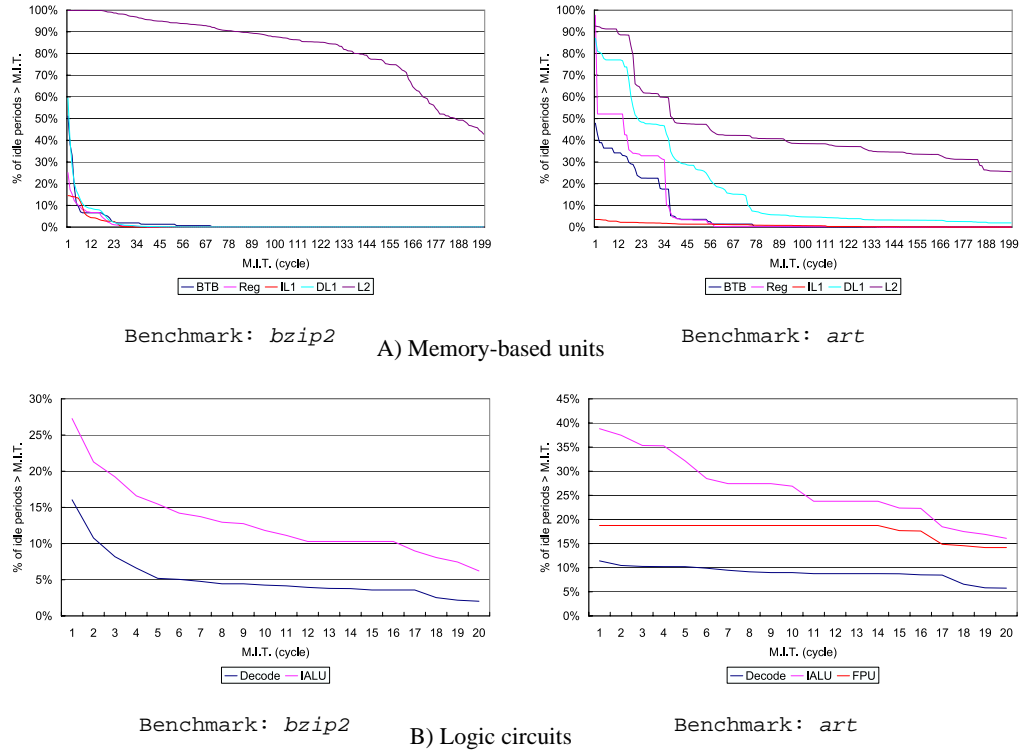 100%
90%
80%
70%
60%
50%
40%
30%
20%
10%
0%
% of idle periods > M.I.T.
1 12 23 34 45 56 67 78 89 100 111 122 133 144 155 166 177 188 199
M.I.T. (cycle)
BTB Reg IL1 DL1 L2
Benchmark: bzip2
100%
90%
80%
70%
60%
50%
40%
30%
20%
10%
0%
% of idle periods > M.I.T.
1 12 23 34 45 56 67 78 89 100 111 122 133 144 155 166 177 188 199
M.I.T. (cycle)
BTB Reg IL1 DL1 L2
Benchmark: art
A) Memory-based units
30%
25%
20%
15%
10%
5%
0%
% of idle periods > M.I.T.
1 2 3 4 5 6 7 8 9 10 11 12 13 14 15 16 17 18 19 20
M.I.T. (cycle)
Decode IALU
Benchmark: bzip2
45%
40%
35%
30%
25%
20%
15%
10%
5%
0%
% of idle periods > M.I.T.
1 2 3 4 5 6 7 8 9 10 11 12 13 14 15 16 17 18 19 20
M.I.T. (cycle)
Decode IALU FPU
Benchmark: art
B) Logic circuits